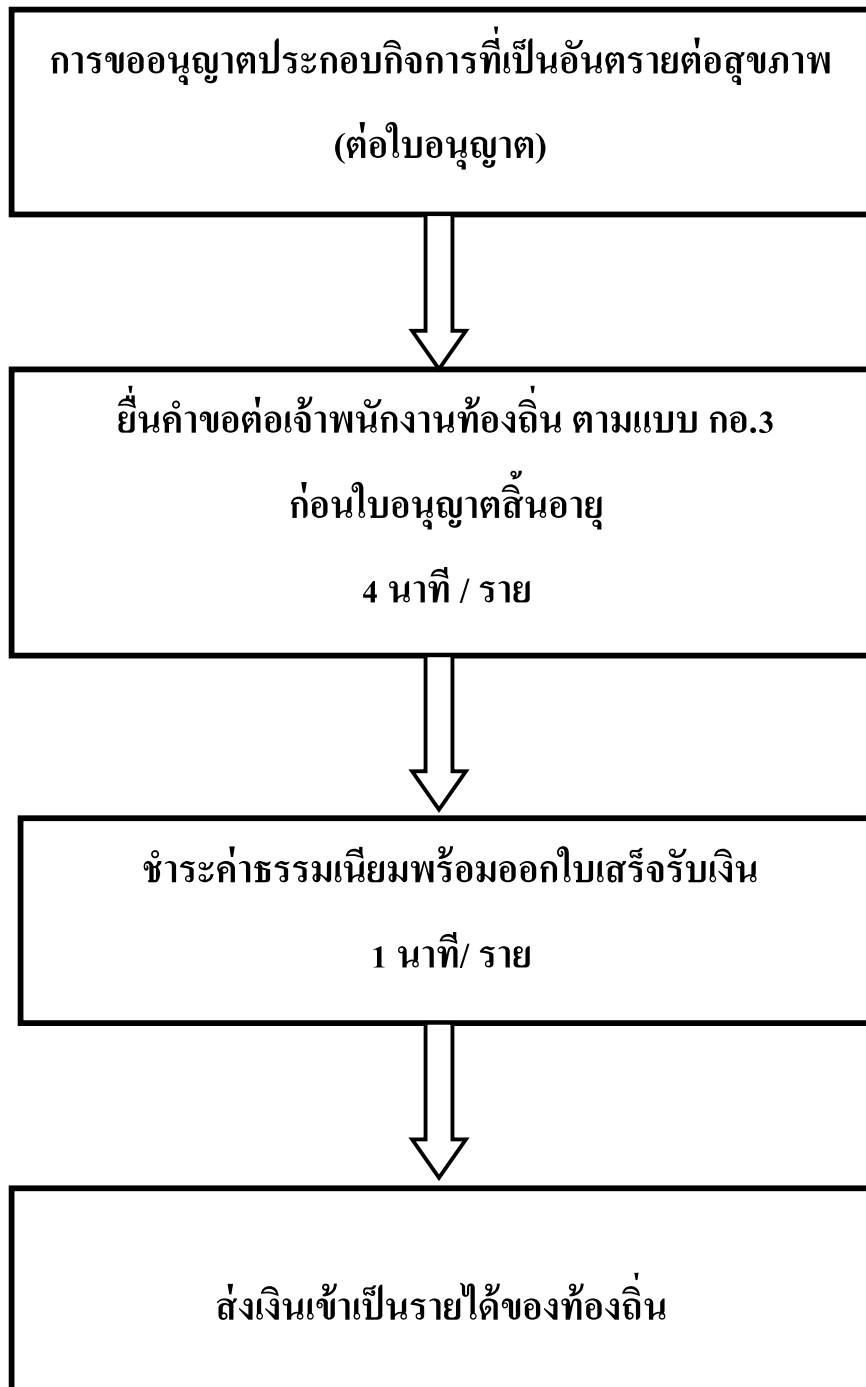 การขออนุญาตประกอบกิจการที่เป็นอันตรายต่อสุขภาพ
(ต่อใบอนุญาต)
ยื่นคำขอต่อเจ้าพนักงานท้องถิ่น ตามแบบ กอ.3
ก่อนใบอนุญาตสิ้นอายุ
4 นาที / ราย
ชำระค่าธรรมเนียมพร้อมออกใบเสร็จรับเงิน
1 นาที/ ราย
ส่งเงินเข้าเป็นรายได้ของท้องถิ่น